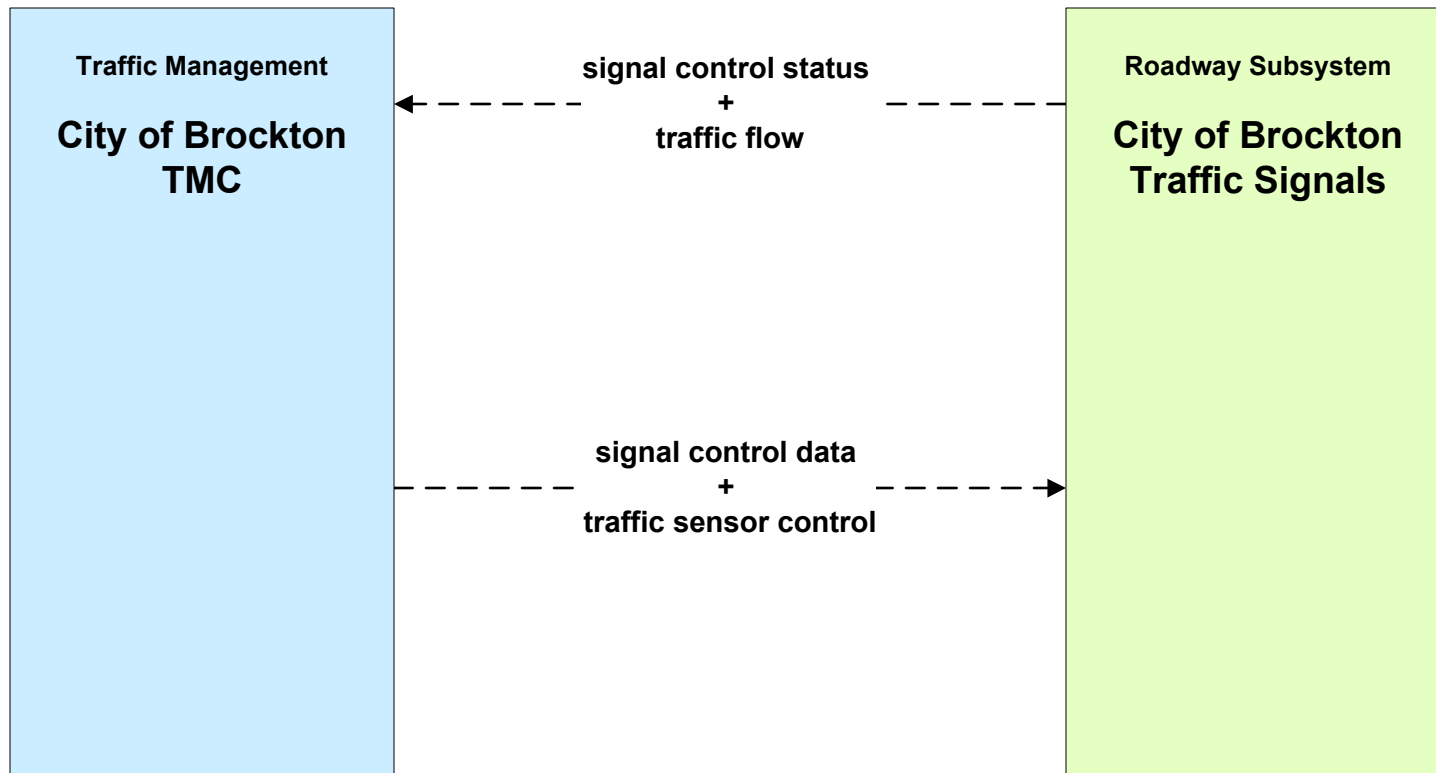 Traffic Management
City of Brockton
TMC
signal control status
+
traffic flow
Roadway Subsystem
City of Brockton
Traffic Signals
signal control data
+
traffic sensor control